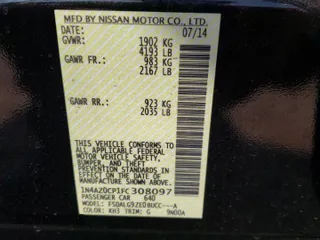 MFD BY NISSAN MOTOR CO., LTD.
DATE: 07/14
GVWR: 1902 KG
4193 LB
GAWR FR.: 983 KG
2167 LB
GAWR RR.: 923 KG
2035 LB
THIS VEHICLE CONFORMS TO ALL
APPLICABLE U.S. FEDERAL
MOTOR VEHICLE SAFETY,
BUMPER, AND THEFT PREVENTION
STANDARDS IN EFFECT ON THE
DATE OF MANUFACTURE SHOWN ABOVE.
1N4AZ0CP1FC308097
PASSENGER CAR 640
MODEL:
COLOR: KH3 TRIM: G